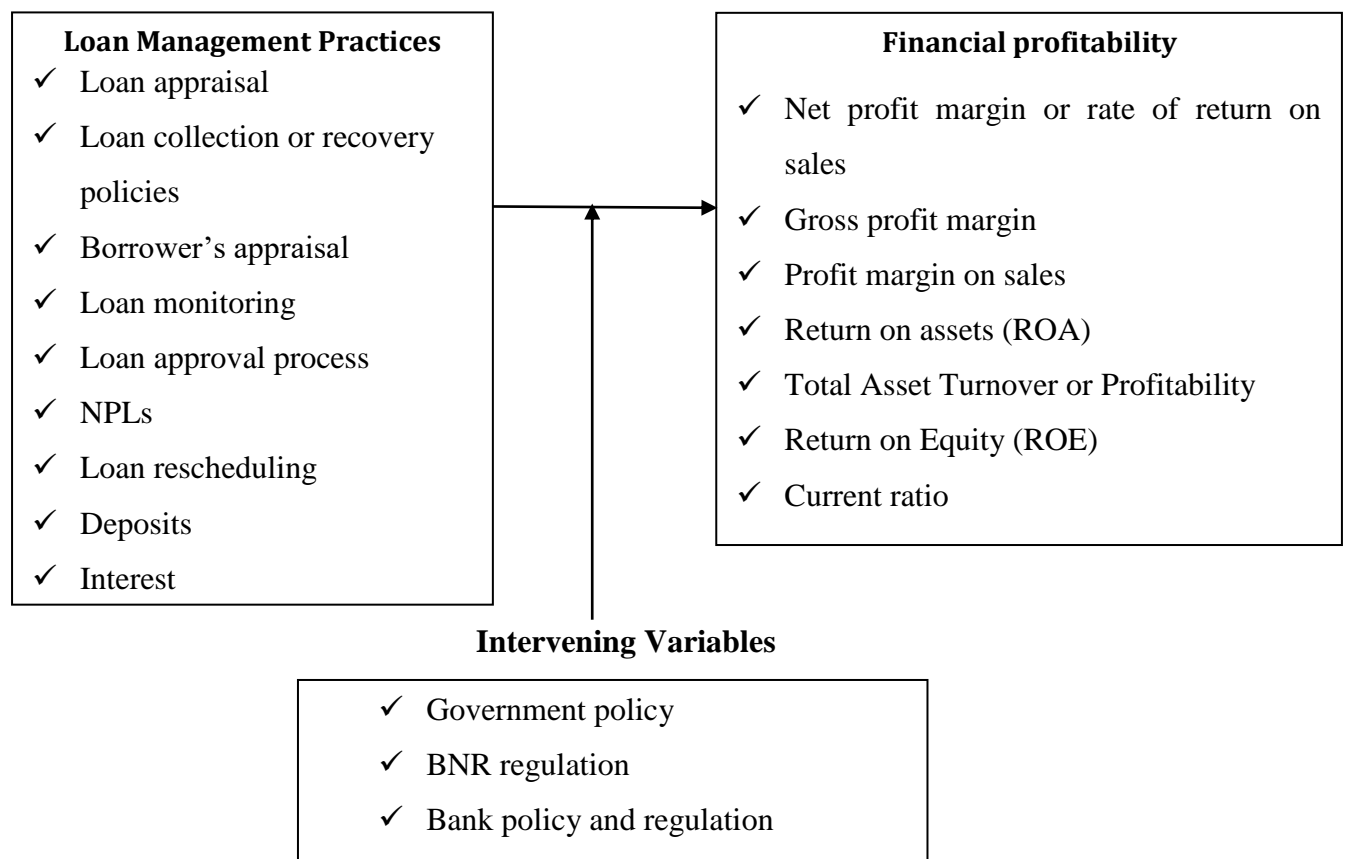 Loan Management Practices
✓ Loan appraisal
✓ Loan collection or recovery
policies
✓ Borrower’s appraisal
✓ Loan monitoring
✓ Loan approval process
✓ NPLs
✓ Loan rescheduling
✓ Deposits
✓ Interest
Financial profitability
✓ Net profit margin or rate of return on
sales
✓ Gross profit margin
✓ Profit margin on sales
✓ Return on assets (ROA)
✓ Total Asset Turnover or Profitability
✓ Return on Equity (ROE)
✓ Current ratio
Intervening Variables
✓ Government policy
✓ BNR regulation
✓ Bank policy and regulation